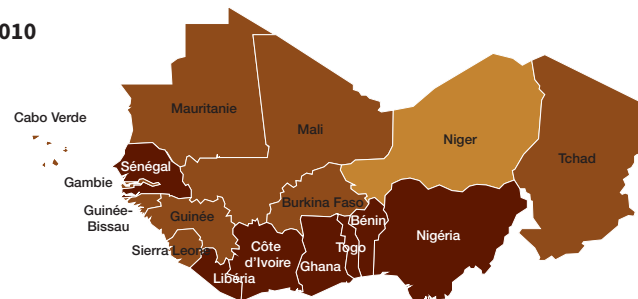 010
Mauritanie
Cabo Verde
Mali
Niger
Tchad
Sénégal
Gambie
Burkina Faso
Guinée-
Bissau
Guinée
Bénin
Nigéria
Sierra Leone
Côte
d'Ivoire
Togo
Ghana
Libéria